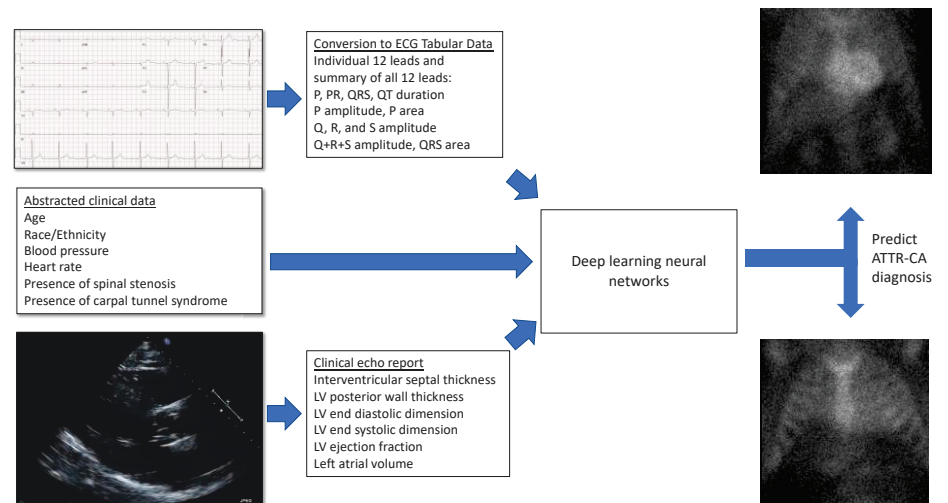 Conversion to ECG Tabular Data
Individual 12 leads and
summary of all 12 leads:
P, PR, QRS, QT duration
P amplitude, P area
Q, R, and S amplitude
Q+R+S amplitude, QRS area
Abstracted clinical data
Age
Race/Ethnicity
Blood pressure
Heart rate
Presence of spinal stenosis
Presence of carpal tunnel syndrome
Deep learning neural
networks
Predict
ATTR-CA
diagnosis
Clinical echo report
Interventricular septal thickness
LV posterior wall thickness
LV end diastolic dimension
LV end systolic dimension
LV ejection fraction
Left atrial volume
JPEG